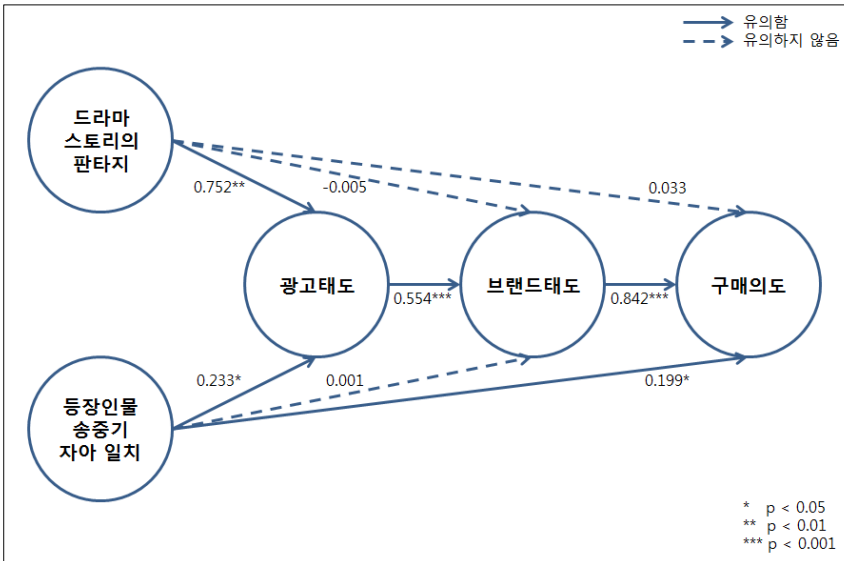 유의함
유의하지 않음
드라마
스토리의
판타지
0.752**
-0.005
0.033
광고태도
0.554***
브랜드태도
0.842***
구매의도
0.233*
0.001
0.199*
등장인물
송중기
자아 일치
* p < 0.05
** p < 0.01
*** p < 0.001